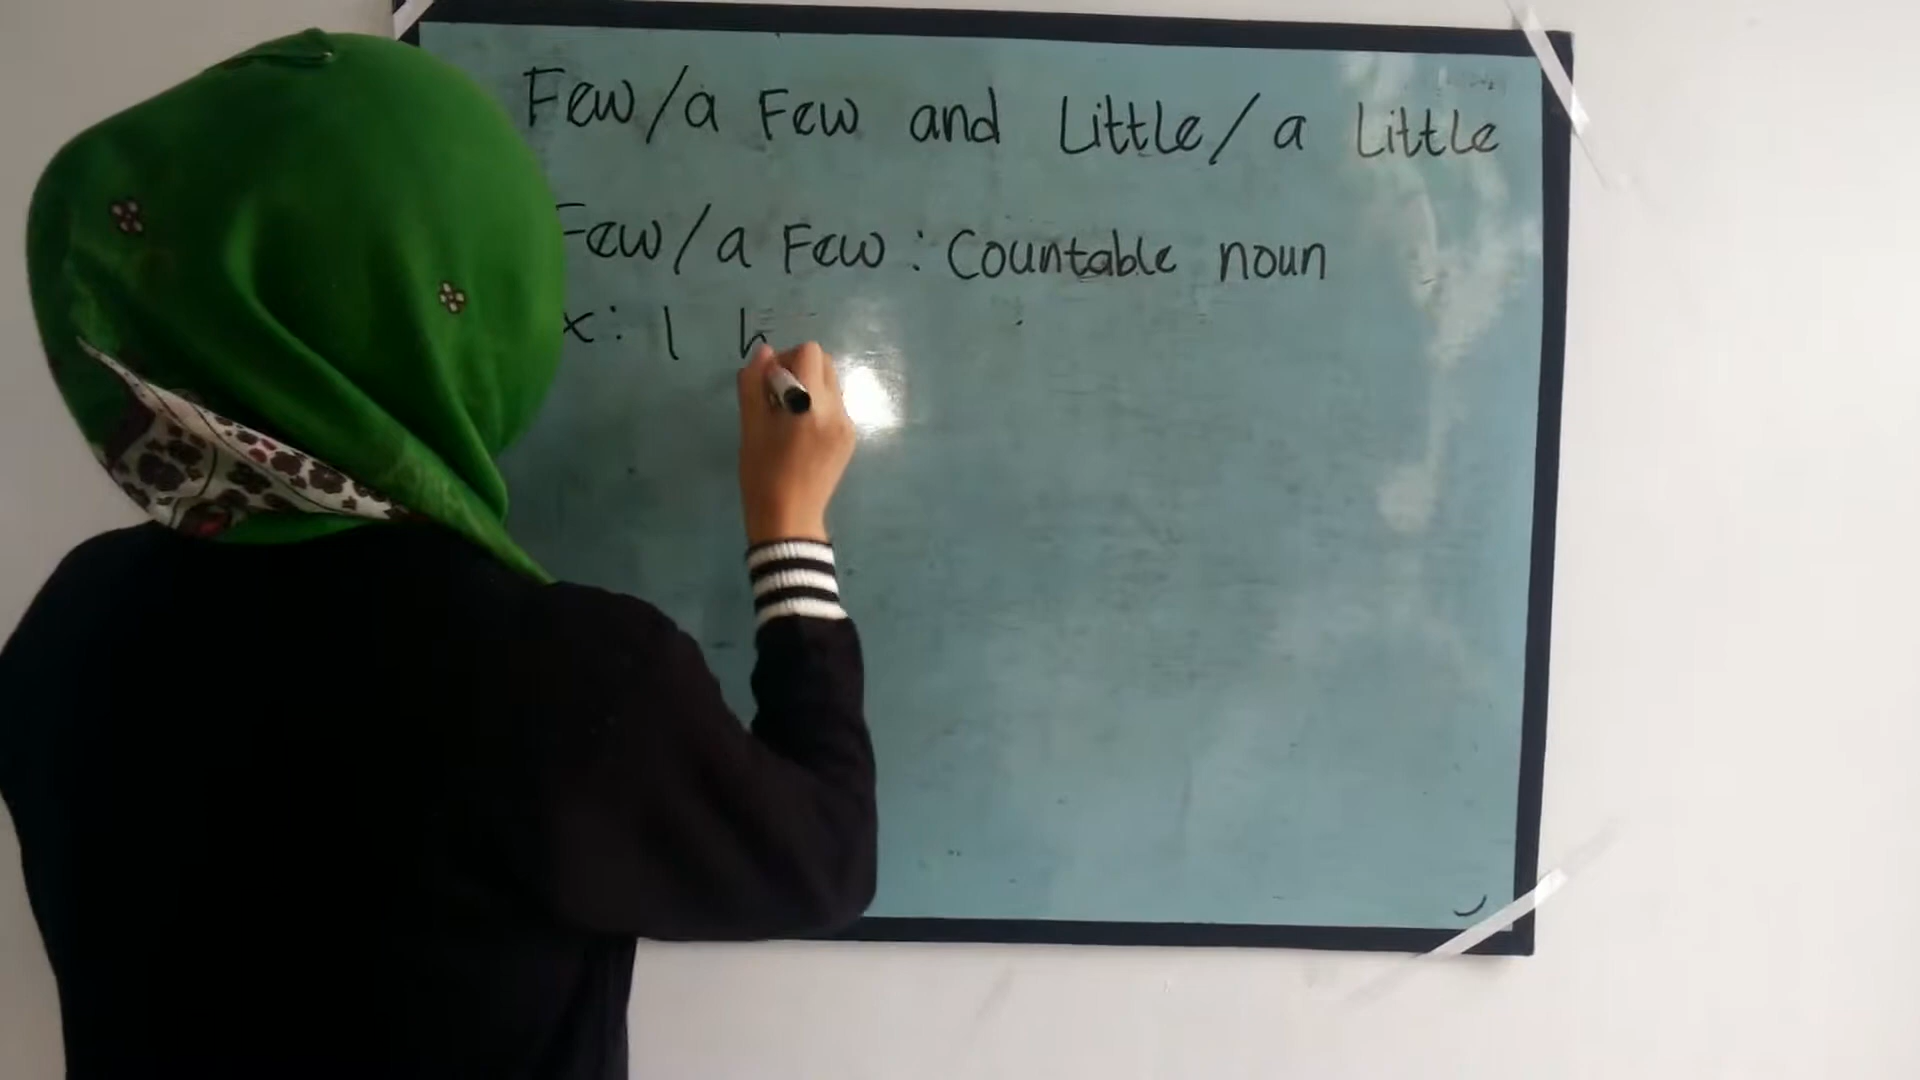 Few/a Few and Little/ a Little
Few/a Few : Countable noun
x: I h